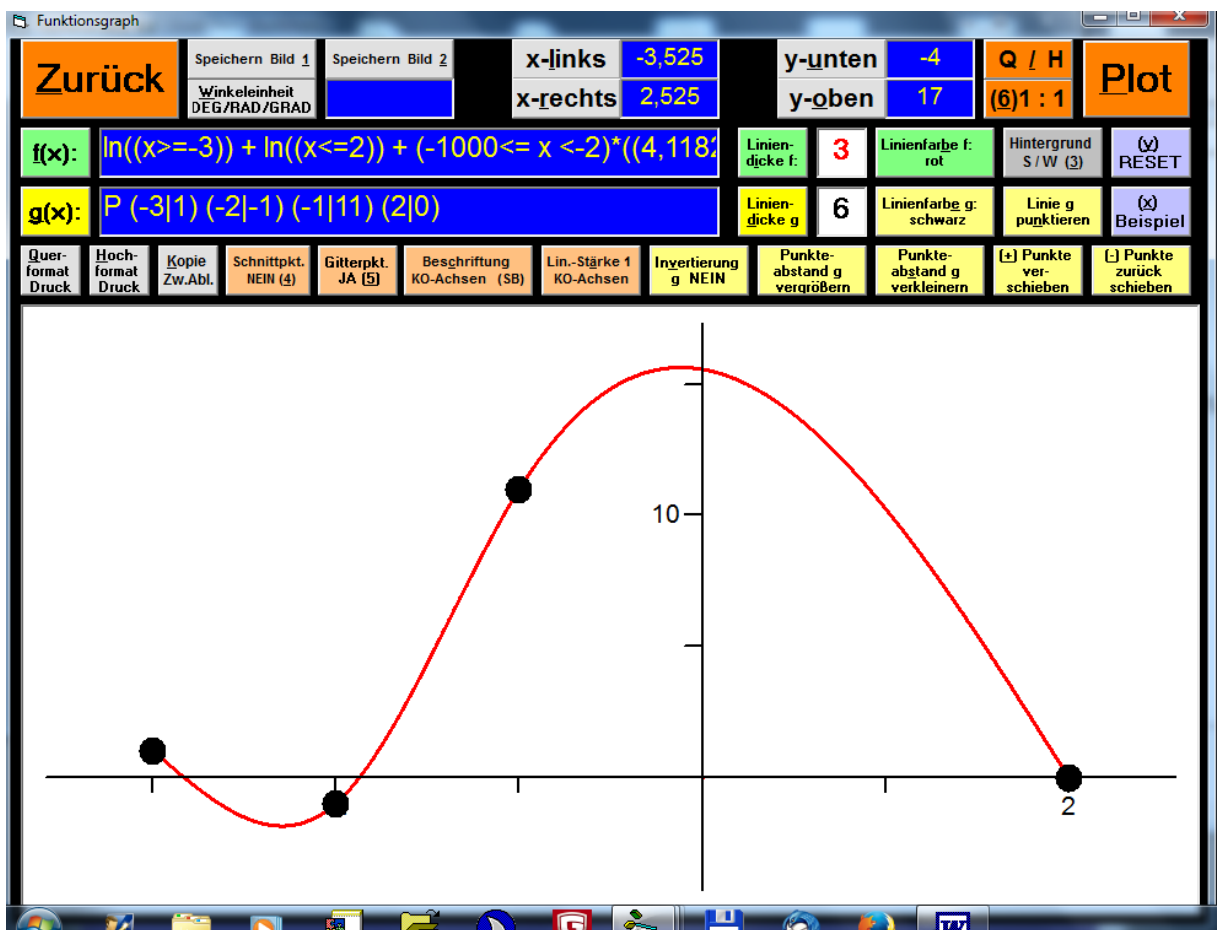 Funktionsgraph
Zurück
Speichern Bild 1
Speichern Bild 2
x-links
-3,525
y-unten
-4
Q / H
Plot
Winkeleinheit
DEG/RAD/GRAD
x-rechts
2,525
y-oben
17
(6)1 : 1
f(x):
ln((x>=-3)) + ln((x<=2)) + (-1000<= x <-2)*((4,1182
Linien-
dicke f:
3
Linienfarbe f:
rot
Hintergrund
S / W (3)
(v)
RESET
g(x):
P (-3|1) (-2|-1) (-1|11) (2|0)
Linien-
dicke g
6
Linienfarbe g:
schwarz
Linie g
punktieren
(x)
Beispiel
Quer-
format
Druck
Hoch-
format
Druck
Kopie
Zw.Abl.
Schnittpkt.
NEIN (4)
Gitterpkt.
JA (5)
Beschriftung
KO-Achsen (SB)
Lin.-Stärke 1
KO-Achsen
Invertierung
g NEIN
Punkte-
abstand g
vergrößern
Punkte-
abstand g
verkleinern
(+) Punkte
ver-
schieben
(-) Punkte
zurück
schieben
10
2